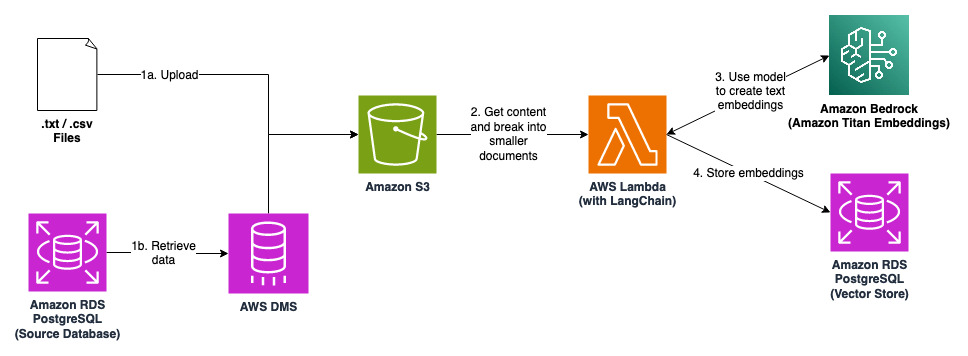 .txt / .csv
Files
1a. Upload
Amazon RDS
PostgreSQL
(Source Database)
1b. Retrieve
data
AWS DMS
Amazon S3
2. Get content
and break into
smaller
documents
AWS Lambda
(with LangChain)
3. Use model
to create text
embeddings
Amazon Bedrock
(Amazon Titan Embeddings)
4. Store embeddings
Amazon RDS
PostgreSQL
(Vector Store)